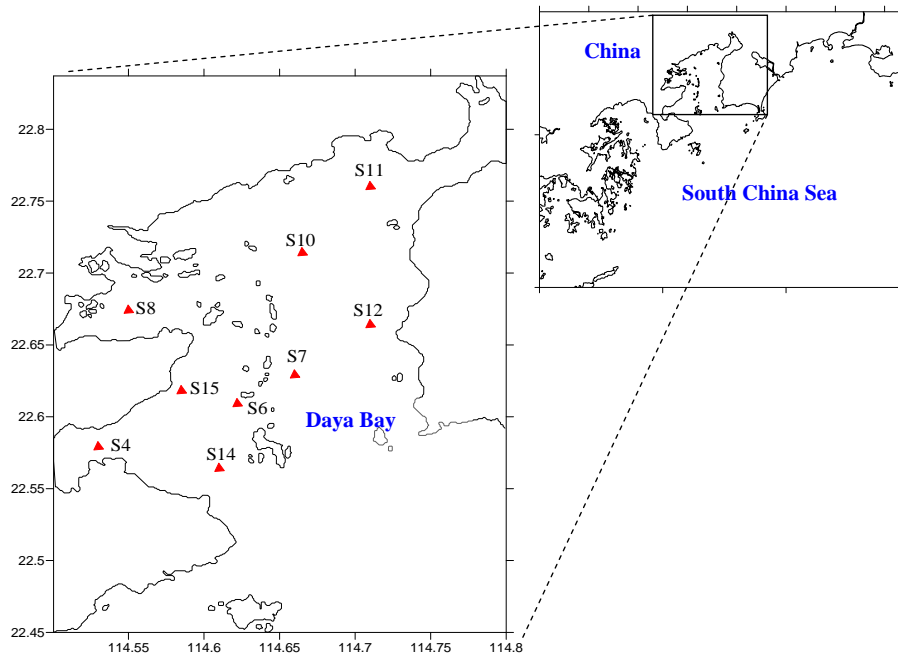 China
South China Sea
22.8
22.75
22.7
22.65
22.6
22.55
22.5
22.45
S11
S10
S8
S12
S7
S15
S6
Daya Bay
S4
S14
114.55
114.6
114.65
114.7
114.75
114.8